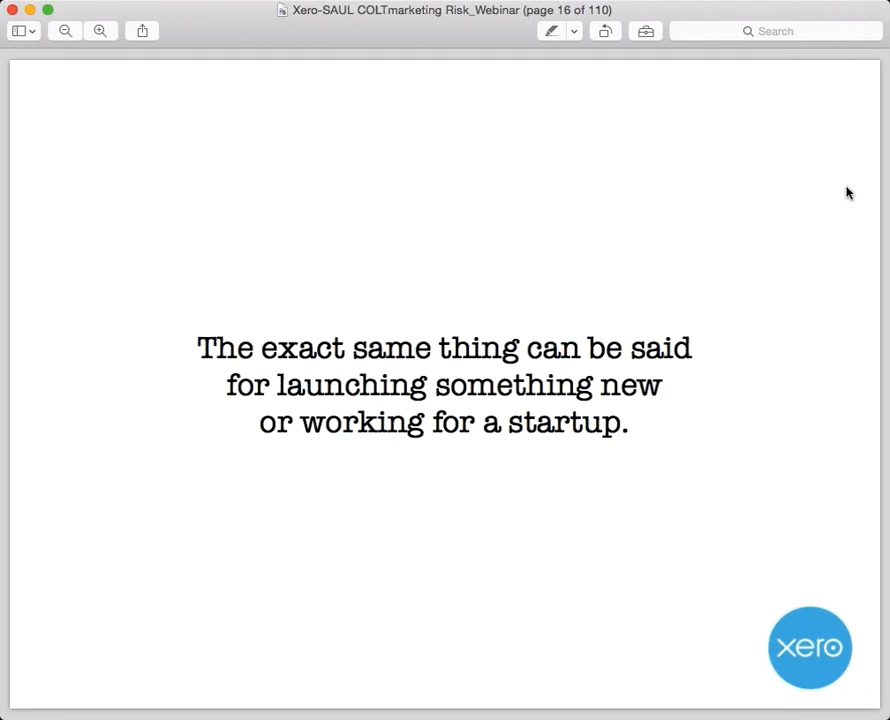 Xero-SAUL COLTmarketing Risk_Webinar (page 16 of 110)
Search
The exact same thing can be said
for launching something new
or working for a startup.
xero